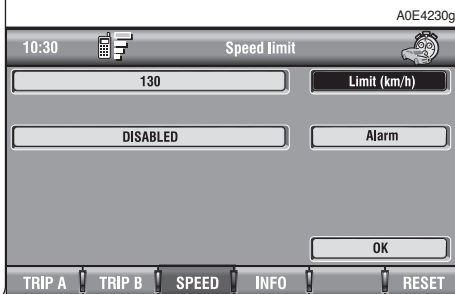 A0E4230g
10:30 Speed limit
130 Limit (km/h)
DISABLED Alarm
OK
TRIP A TRIP B SPEED INFO RESET